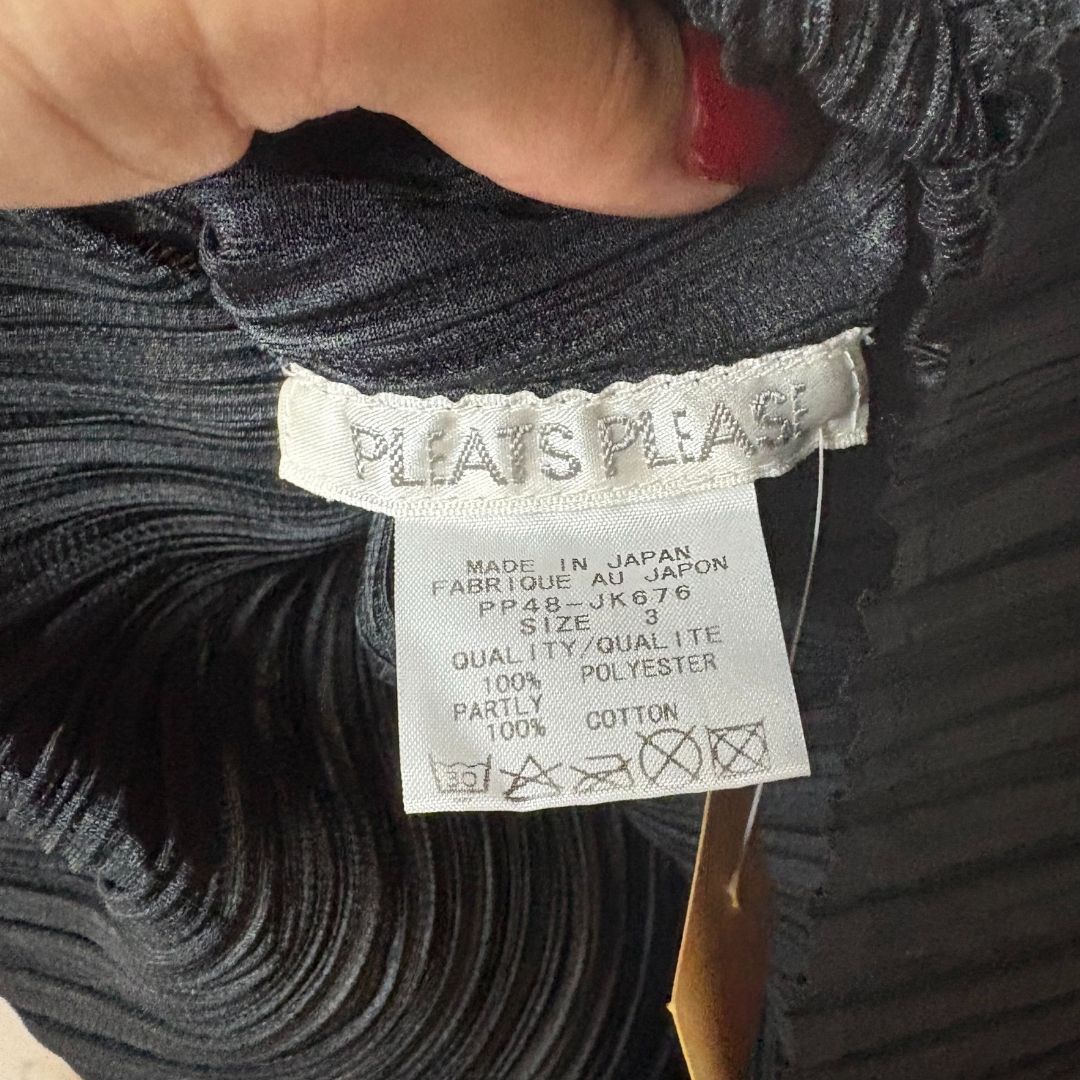 PLEATS PLEASE
MADE IN JAPAN
FABRIQUE AU JAPON
PP48-JK676
SIZE 3
QUALITY/QUALITE
100% POLYESTER
PARTLY
100% COTTON
30